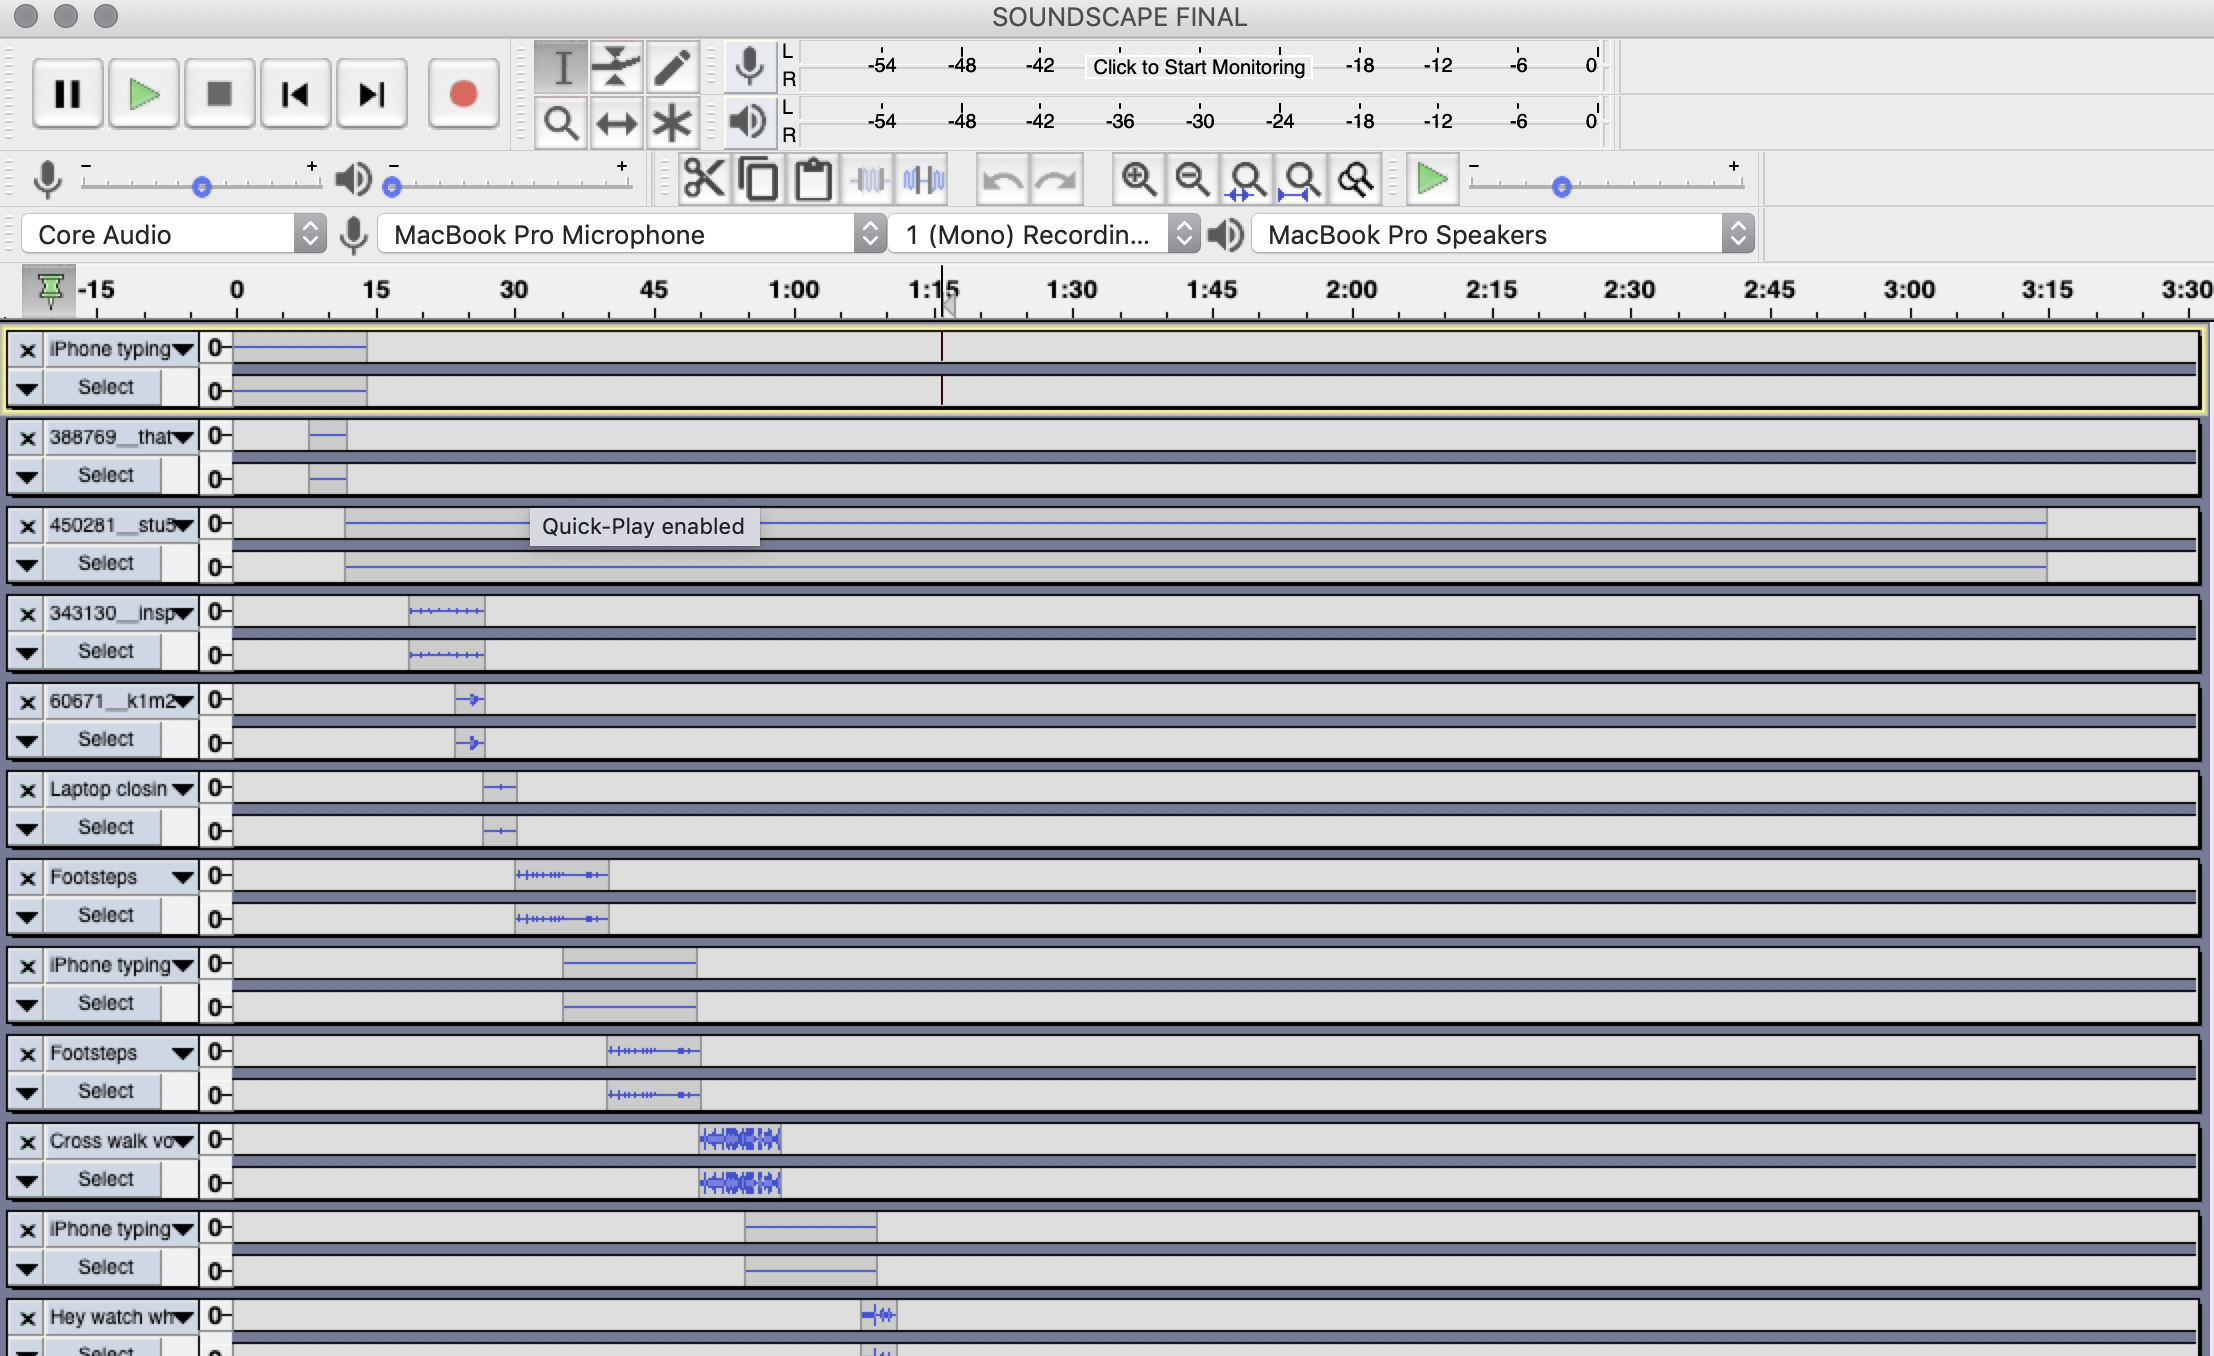 SOUNDSCAPE FINAL
L
R
-54 -48 -42 Click to Start Monitoring -18 -12 -6 0
L
R
-54 -48 -42 -36 -30 -24 -18 -12 -6 0
- + - + - +
Core Audio MacBook Pro Microphone 1 (Mono) Recordin... MacBook Pro Speakers
-15 0 15 30 45 1:00 1:15 1:30 1:45 2:00 2:15 2:30 2:45 3:00 3:15 3:30
iPhone typing 0
Select 0
388769__that 0
Select 0
450281__stu5 0
Quick-Play enabled
Select 0
343130__insp 0
Select 0
60671__k1m2 0
Select 0
Laptop closin 0
Select 0
Footsteps 0
Select 0
iPhone typing 0
Select 0
Footsteps 0
Select 0
Cross walk vo 0
Select 0
iPhone typing 0
Select 0
Hey watch wh 0
Select 0